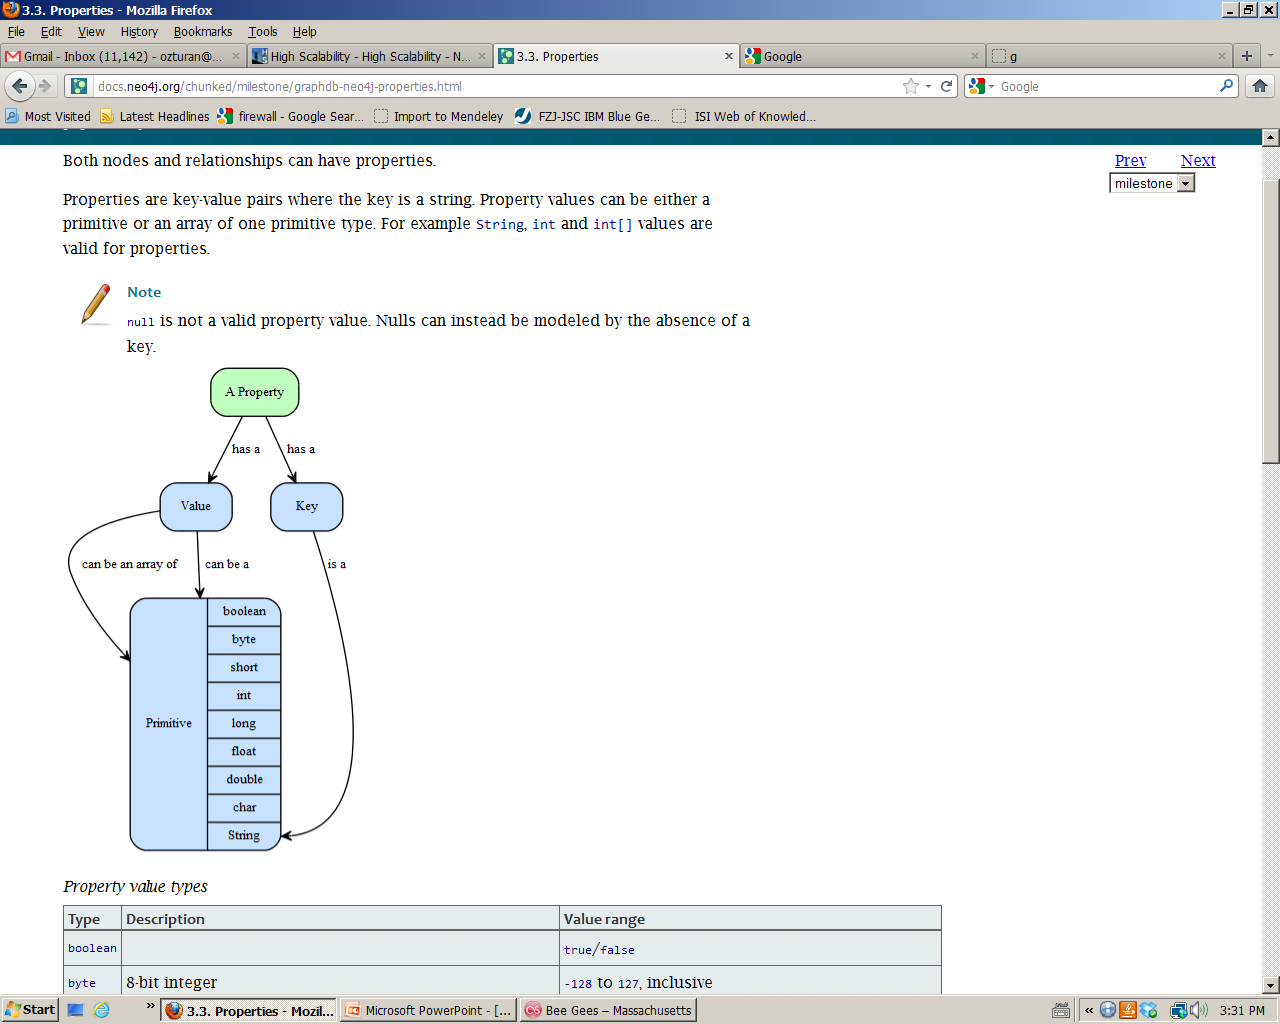 3.3. Properties - Mozilla Firefox
File Edit View History Bookmarks Tools Help
Gmail - Inbox (11,142) - ozturan@... High Scalability - High Scalability - N... 3.3. Properties Google g
docs.neo4j.org/chunked/milestone/graphdb-neo4j-properties.html Google
Most Visited Latest Headlines firewall - Google Sear... Import to Mendeley FZJ-JSC IBM Blue Ge... ISI Web of Knowled...
Both nodes and relationships can have properties.
Prev Next
milestone
Properties are key-value pairs where the key is a string. Property values can be either a
primitive or an array of one primitive type. For example String, int and int[] values are
valid for properties.
Note
null is not a valid property value. Nulls can instead be modeled by the absence of a
key.
A Property
has a has a
Value Key
can be an array of can be a is a
Primitive
boolean
byte
short
int
long
float
double
char
String
Property value types
Type Description Value range
boolean true/false
byte 8-bit integer -128 to 127, inclusive
Start » 3.3. Properties - Mozil... Microsoft PowerPoint - [... Bee Gees – Massachusetts « 3:31 PM